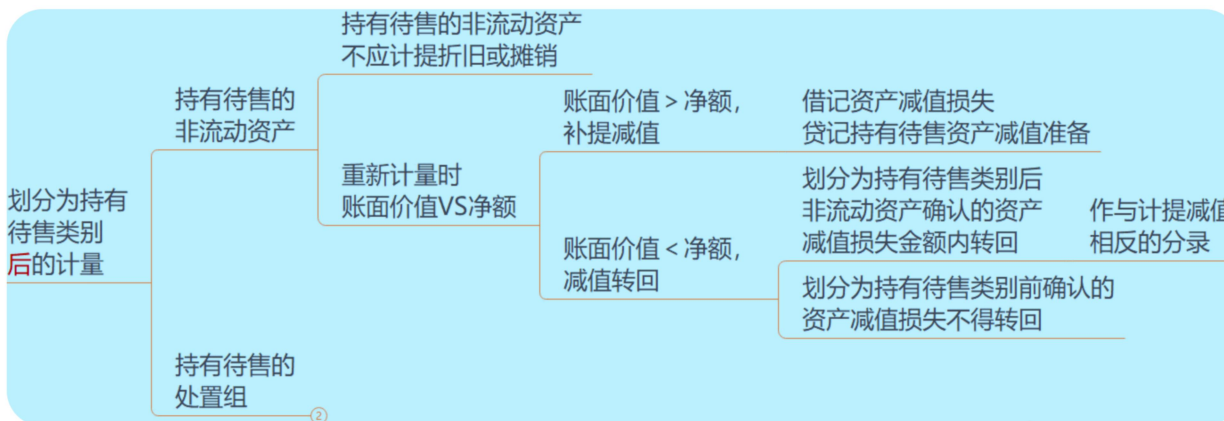 划分为持有
待售类别
后的计量
持有待售的
非流动资产
持有待售的非流动资产
不应计提折旧或摊销
重新计量时
账面价值VS净额
账面价值＞净额，
补提减值
借记资产减值损失
贷记持有待售资产减值准备
账面价值＜净额，
减值转回
划分为持有待售类别后
非流动资产确认的资产
减值损失金额内转回
作与计提减值
相反的分录
划分为持有待售类别前确认的
资产减值损失不得转回
持有待售的
处置组
2